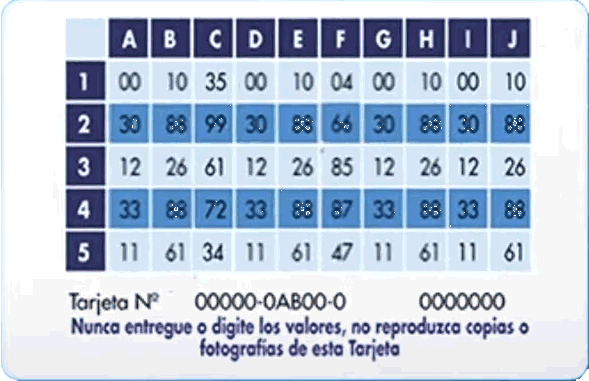 A B C D E F G H I J
1 00 10 35 00 10 04 00 10 00 10
2 30 88 99 30 88 66 30 88 30 88
3 12 26 61 12 26 85 12 26 12 26
4 33 88 72 33 88 87 33 88 33 88
5 11 61 34 11 61 47 11 61 11 61
Tarjeta Nº 00000-0AB00-0 0000000
Nunca entregue o digite los valores, no reproduzca copias o
fotografías de esta Tarjeta